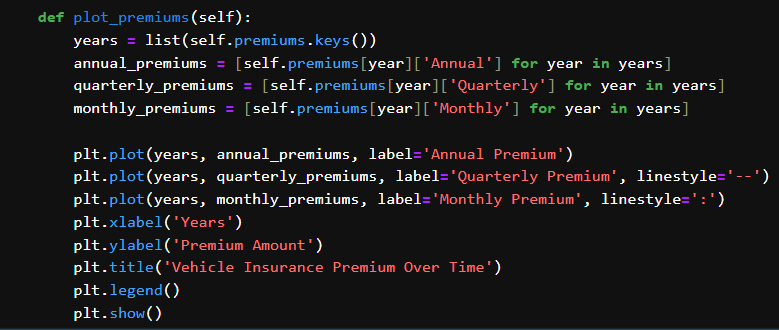 def plot_premiums(self):
    years = list(self.premiums.keys())
    annual_premiums = [self.premiums[year]['Annual'] for year in years]
    quarterly_premiums = [self.premiums[year]['Quarterly'] for year in years]
    monthly_premiums = [self.premiums[year]['Monthly'] for year in years]

    plt.plot(years, annual_premiums, label='Annual Premium')
    plt.plot(years, quarterly_premiums, label='Quarterly Premium', linestyle='--')
    plt.plot(years, monthly_premiums, label='Monthly Premium', linestyle=':')
    plt.xlabel('Years')
    plt.ylabel('Premium Amount')
    plt.title('Vehicle Insurance Premium Over Time')
    plt.legend()
    plt.show()